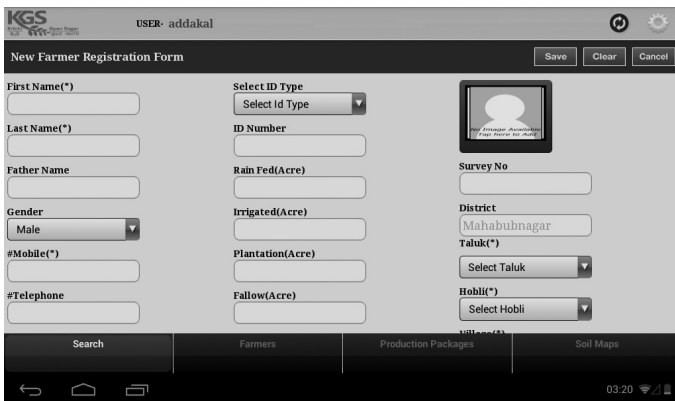 KGS
USER- addakal
New Farmer Registration Form
Save
Clear
Cancel
First Name(*)
Last Name(*)
Father Name
Gender
Male
#Mobile(*)
#Telephone
Select ID Type
Select Id Type
ID Number
Rain Fed(Acre)
Irrigated(Acre)
Plantation(Acre)
Fallow(Acre)
No Image Available
Tap here to Add
Survey No
District
Mahabubnagar
Taluk(*)
Select Taluk
Hobli(*)
Select Hobli
Village(*)
Search
Farmers
Production Packages
Soil Maps
03:20